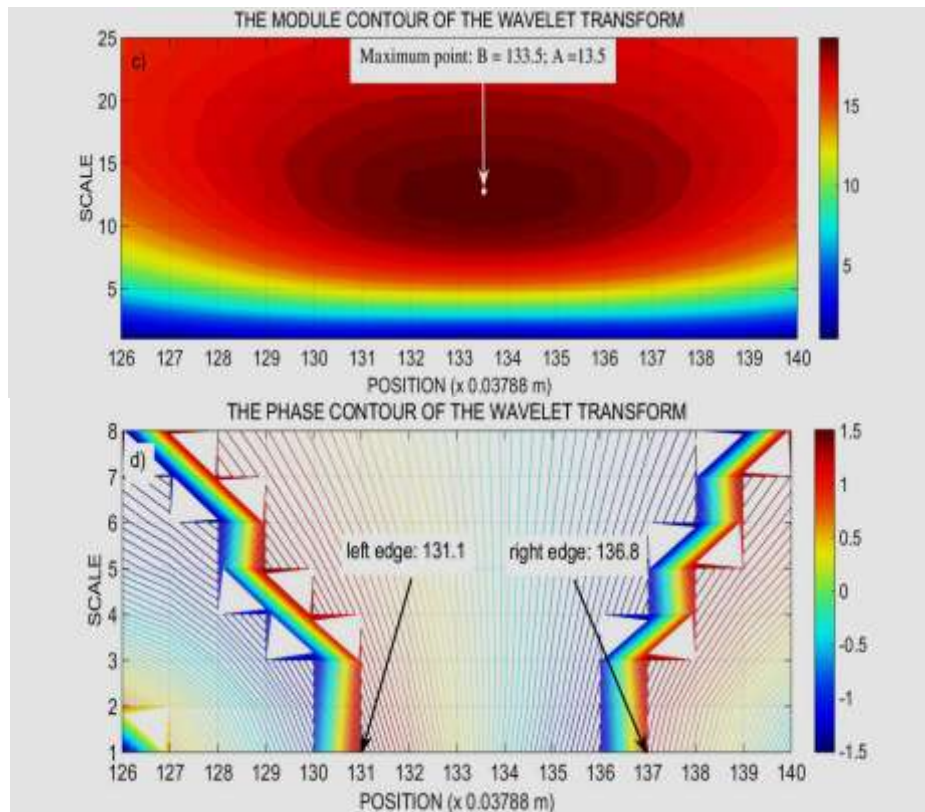 THE MODULE CONTOUR OF THE WAVELET TRANSFORM
c)
Maximum point: B = 133.5; A =13.5
25
20
15
10
5
SCALE
15
10
5
126 127 128 129 130 131 132 133 134 135 136 137 138 139 140
POSITION (x 0.03788 m)
THE PHASE CONTOUR OF THE WAVELET TRANSFORM
d)
left edge: 131.1
right edge: 136.8
8
7
6
5
4
3
2
1
SCALE
1.5
1
0.5
0
-0.5
-1
-1.5
126 127 128 129 130 131 132 133 134 135 136 137 138 139 140
POSITION (x 0.03788 m)